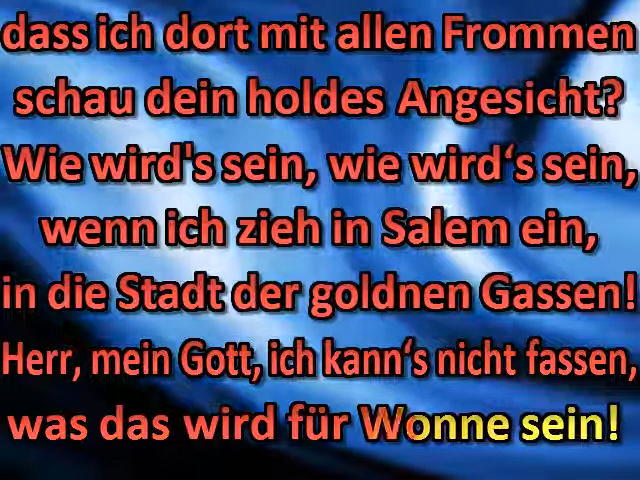 dass ich dort mit allen Frommen
schau dein holdes Angesicht?
Wie wird's sein, wie wird‘s sein,
wenn ich zieh in Salem ein,
in die Stadt der goldnen Gassen!
Herr, mein Gott, ich kann‘s nicht fassen,
was das wird für Wonne sein!